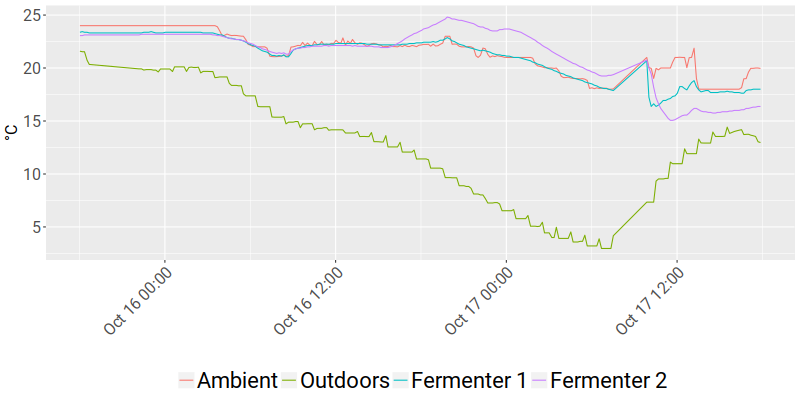 25
20
15
10
5
°C
Oct 16 00:00
Oct 16 12:00
Oct 17 00:00
Oct 17 12:00
Ambient Outdoors Fermenter 1 Fermenter 2